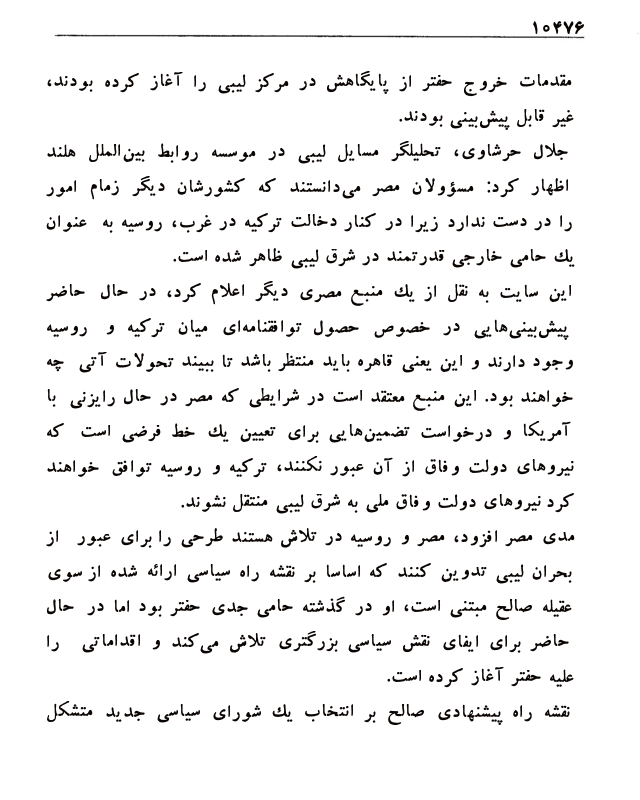 ۱۰۴۷۶
مقدمات خروج حفتر از پایگاهش در مرکز لیبی را آغاز کرده بودند،
غیر قابل پیش‌بینی بودند.
جلال حرشاوی، تحلیلگر مسایل لیبی در موسسه روابط بین‌الملل هلند
اظهار کرد: مسؤولان مصر می‌دانستند که کشورشان دیگر زمام امور
را در دست ندارد زیرا در کنار دخالت ترکیه در غرب، روسیه به عنوان
یك حامی خارجی قدرتمند در شرق لیبی ظاهر شده است.
این سایت به نقل از یك منبع مصری دیگر اعلام کرد، در حال حاضر
پیش‌بینی‌هایی در خصوص حصول توافقنامه‌ای میان ترکیه و روسیه
وجود دارند و این یعنی قاهره باید منتظر باشد تا ببیند تحولات آتی چه
خواهند بود. این منبع معتقد است در شرایطی که مصر در حال رایزنی با
آمریکا و درخواست تضمین‌هایی برای تعیین یك خط فرضی است که
نیروهای دولت وفاق از آن عبور نکنند، ترکیه و روسیه توافق خواهند
کرد نیروهای دولت وفاق ملی به شرق لیبی منتقل نشوند.
مدی مصر افزود، مصر و روسیه در تلاش هستند طرحی را برای عبور از
بحران لیبی تدوین کنند که اساسا بر نقشه راه سیاسی ارائه شده از سوی
عقیله صالح مبتنی است، او در گذشته حامی جدی حفتر بود اما در حال
حاضر برای ایفای نقش سیاسی بزرگتری تلاش می‌کند و اقداماتی را
علیه حفتر آغاز کرده است.
نقشه راه پیشنهادی صالح بر انتخاب یك شورای سیاسی جدید متشکل